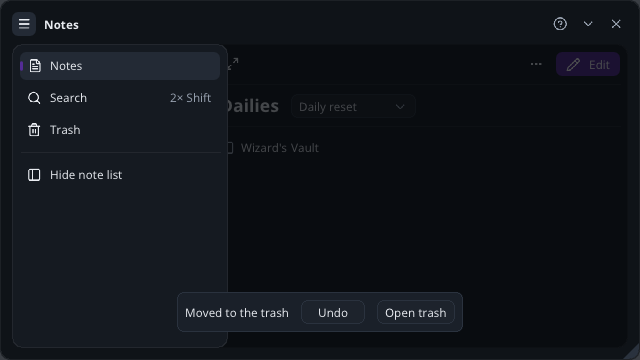 Notes
Notes
Search 2× Shift
Trash
Hide note list
Edit
Dailies Daily reset
Wizard's Vault
Moved to the trash Undo Open trash